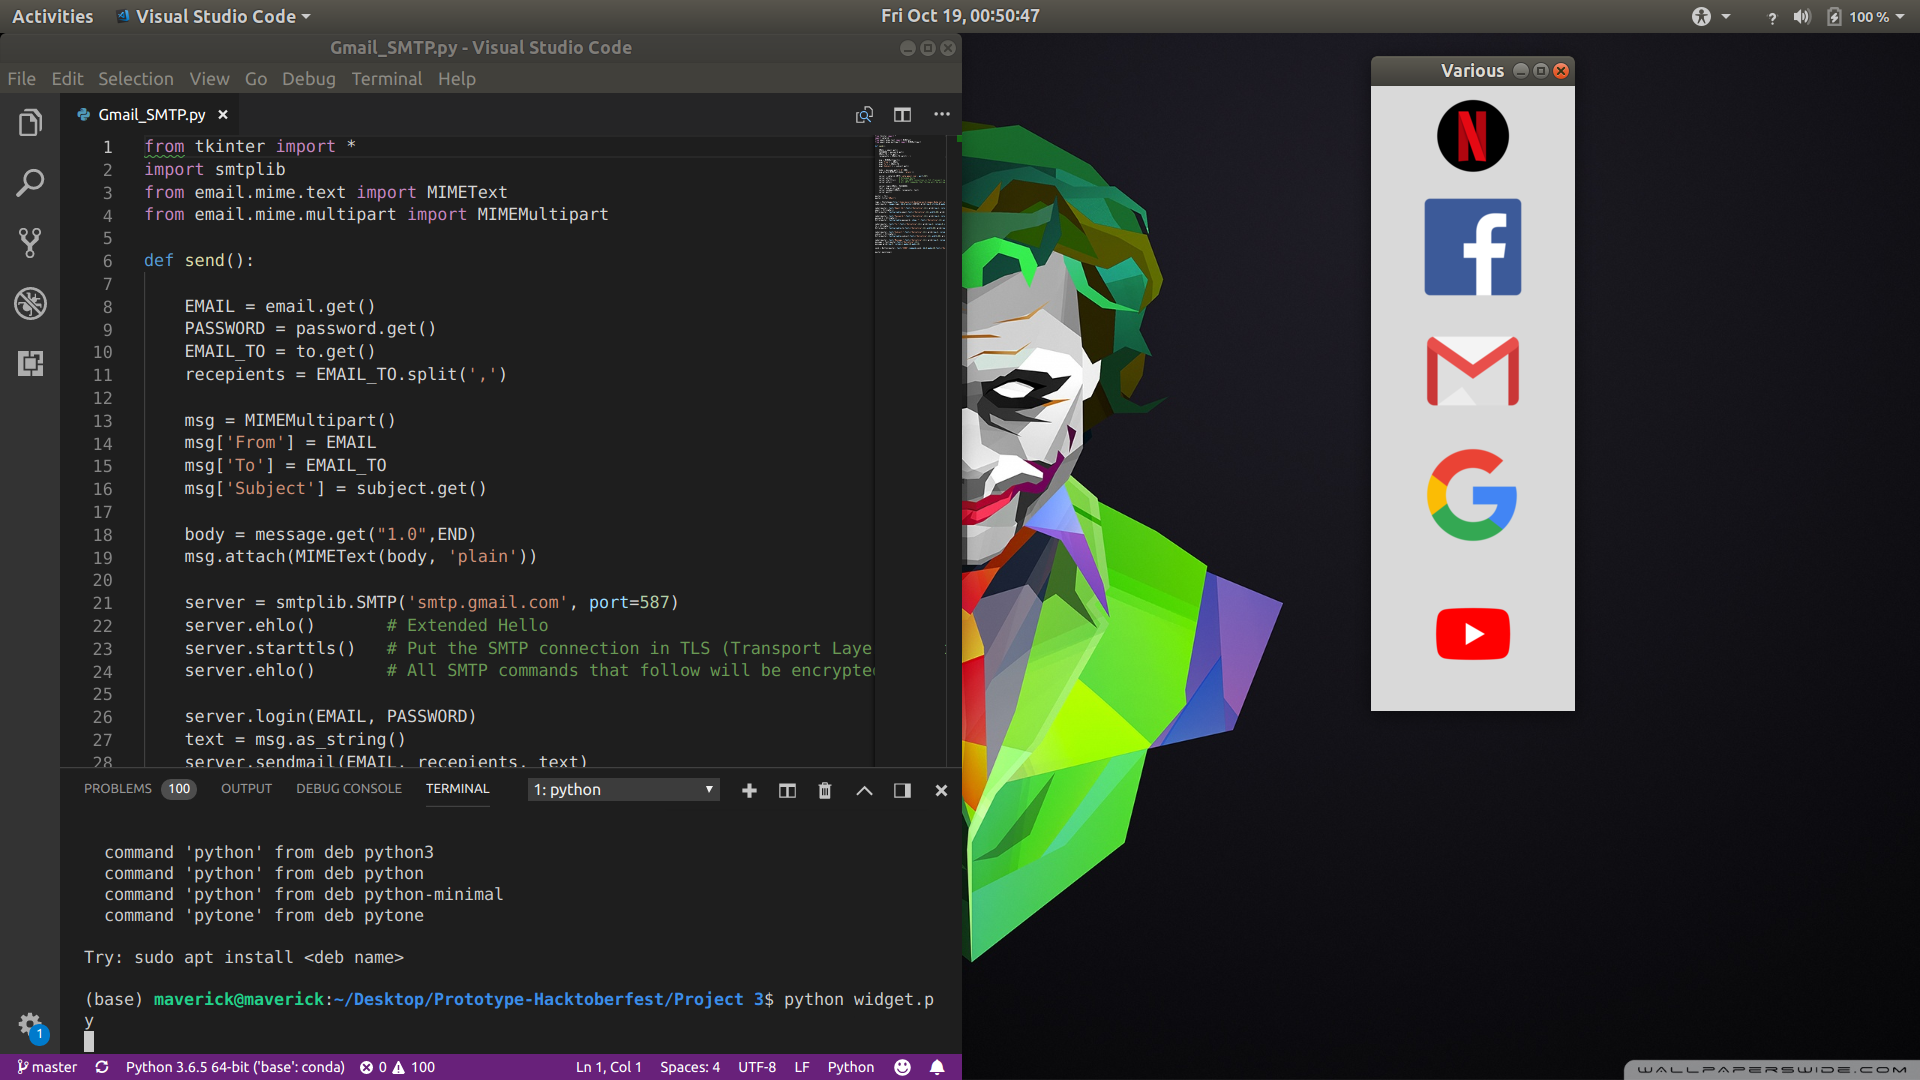 Activities
Visual Studio Code
Fri Oct 19, 00:50:47
?
100 %
Gmail_SMTP.py - Visual Studio Code
File Edit Selection View Go Debug Terminal Help
Gmail_SMTP.py
1 from tkinter import *
2 import smtplib
3 from email.mime.text import MIMEText
4 from email.mime.multipart import MIMEMultipart
5
6 def send():
7
8 EMAIL = email.get()
9 PASSWORD = password.get()
10 EMAIL_TO = to.get()
11 recepients = EMAIL_TO.split(',')
12
13 msg = MIMEMultipart()
14 msg['From'] = EMAIL
15 msg['To'] = EMAIL_TO
16 msg['Subject'] = subject.get()
17
18 body = message.get("1.0",END)
19 msg.attach(MIMEText(body, 'plain'))
20
21 server = smtplib.SMTP('smtp.gmail.com', port=587)
22 server.ehlo() # Extended Hello
23 server.starttls() # Put the SMTP connection in TLS (Transport Laye
24 server.ehlo() # All SMTP commands that follow will be encrypted
25
26 server.login(EMAIL, PASSWORD)
27 text = msg.as_string()
28 server.sendmail(EMAIL, recepients, text)
PROBLEMS 100 OUTPUT DEBUG CONSOLE TERMINAL 1: python
command 'python' from deb python3
command 'python' from deb python
command 'python' from deb python-minimal
command 'pytone' from deb pytone
Try: sudo apt install <deb name>
(base) maverick@maverick:~/Desktop/Prototype-Hacktoberfest/Project 3$ python widget.p
y
1
master Python 3.6.5 64-bit ('base': conda) 0 100 Ln 1, Col 1 Spaces: 4 UTF-8 LF Python
Various
N
f
M
G
WALLPAPERSWIDE.COM